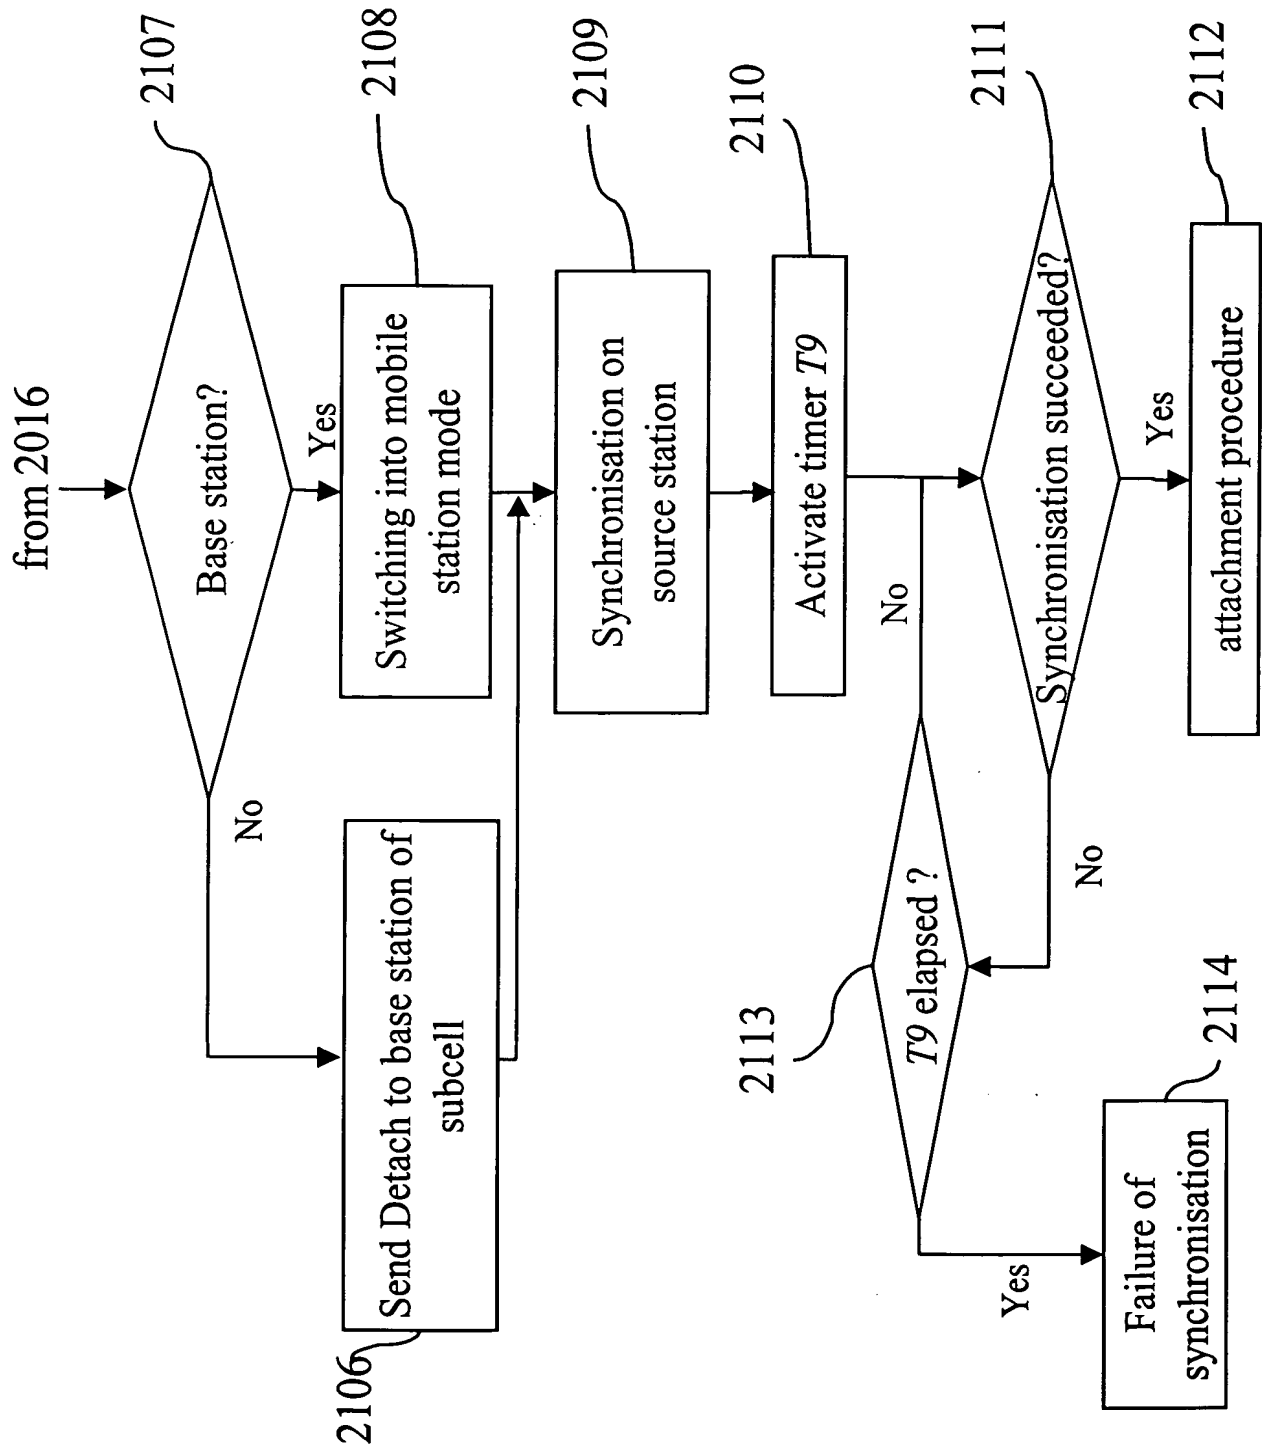 from 2016
2107
Base station?
Yes
No
2108
Switching into mobile
station mode
2106
Send Detach to base station of
subcell
2109
Synchronisation on
source station
2110
Activate timer T9
No
2111
Synchronisation succeeded?
Yes
No
2112
attachment procedure
2113
T9 elapsed ?
Yes
2114
Failure of
synchronisation